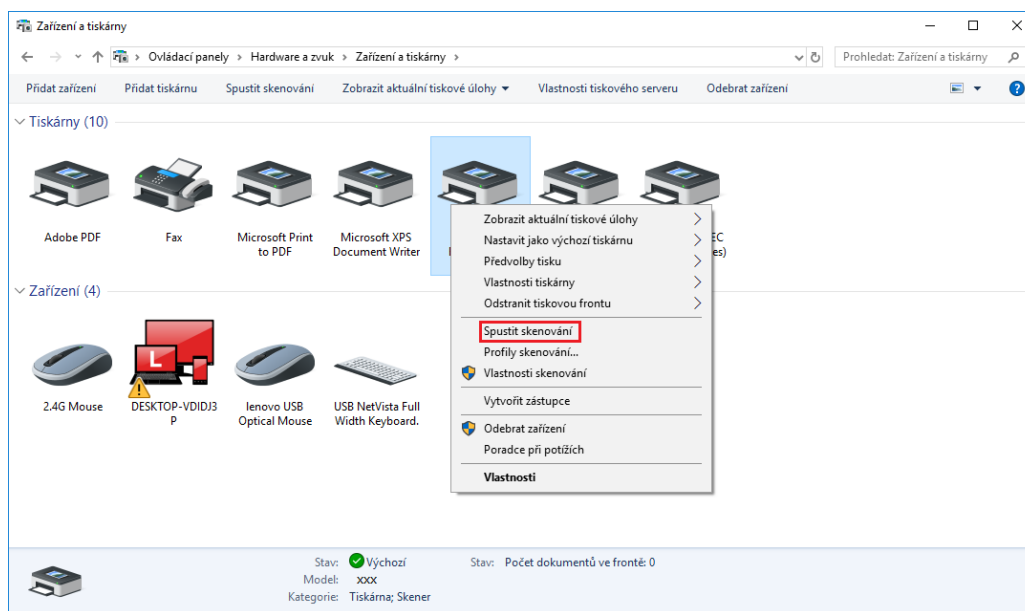 Zařízení a tiskárny
Ovládací panely > Hardware a zvuk > Zařízení a tiskárny >
Prohledat: Zařízení a tiskárny
Přidat zařízení Přidat tiskárnu Spustit skenování Zobrazit aktuální tiskové úlohy Vlastnosti tiskového serveru Odebrat zařízení
Tiskárny (10)
Adobe PDF
Fax
Microsoft Print
to PDF
Microsoft XPS
Document Writer
Zobrazit aktuální tiskové úlohy
Nastavit jako výchozí tiskárnu
Předvolby tisku
Vlastnosti tiskárny
Odstranit tiskovou frontu
Spustit skenování
Profily skenování...
Vlastnosti skenování
Vytvořit zástupce
Odebrat zařízení
Poradce při potížích
Vlastnosti
Zařízení (4)
2.4G Mouse
L
DESKTOP-VDIDJ3
P
lenovo USB
Optical Mouse
USB NetVista Full
Width Keyboard.
Stav: Výchozí
Model: xxx
Kategorie: Tiskárna; Skener
Stav: Počet dokumentů ve frontě: 0